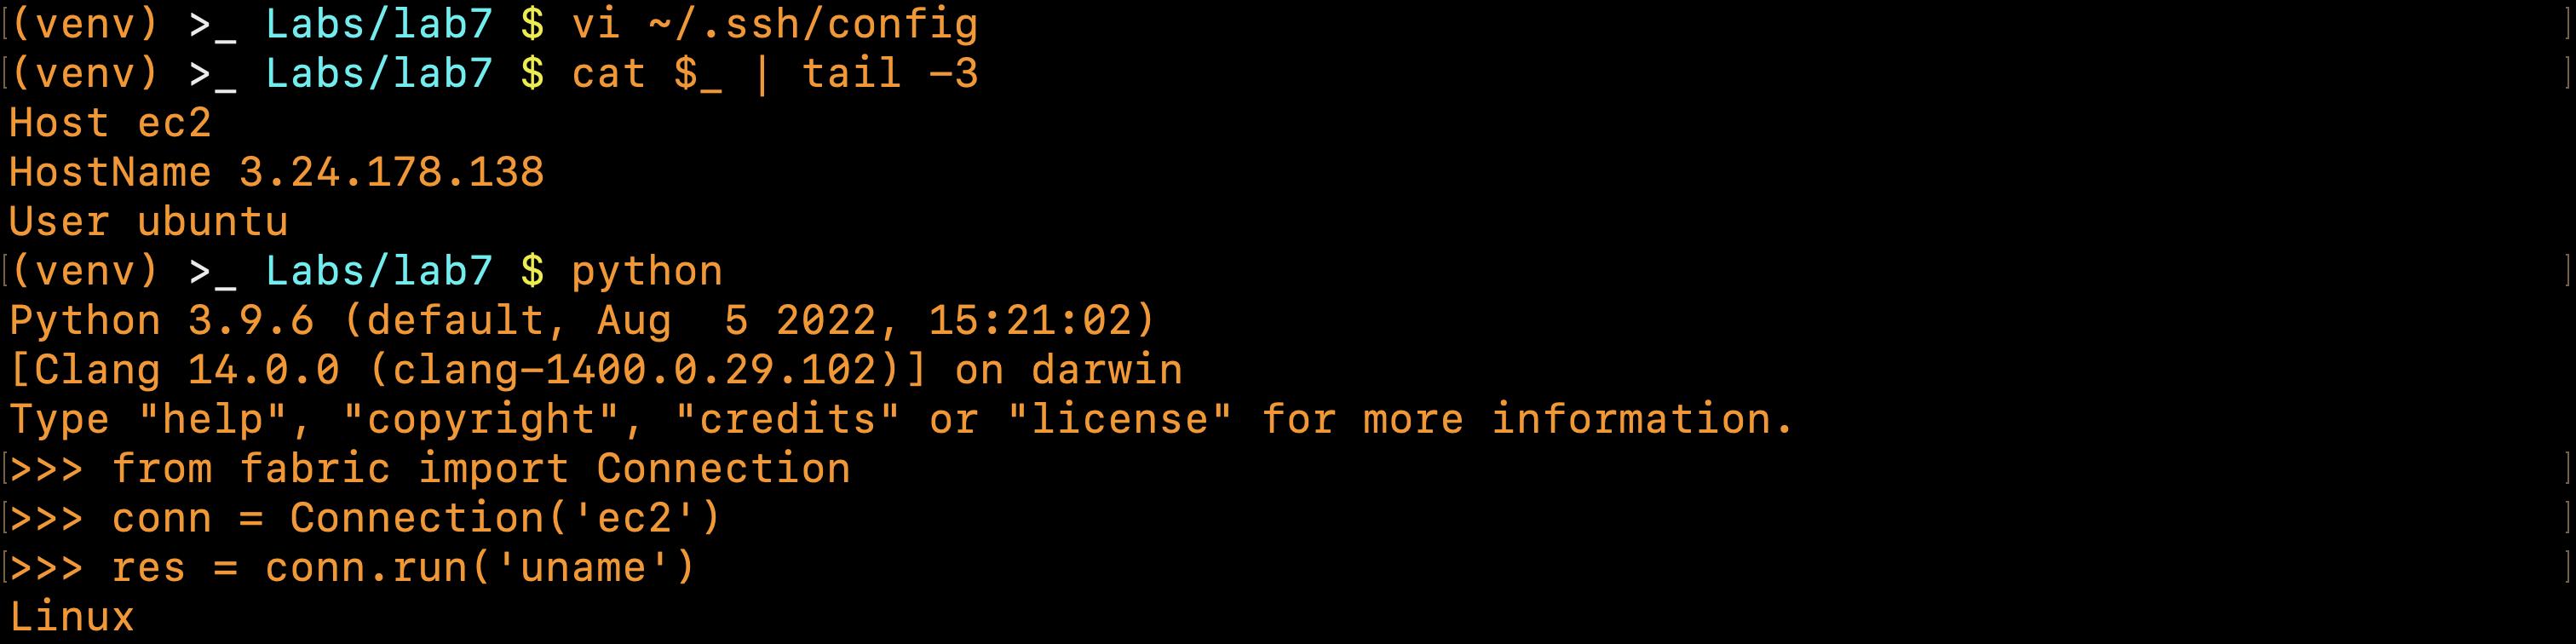 (venv) >_ Labs/lab7 $ vi ~/.ssh/config
(venv) >_ Labs/lab7 $ cat $_ | tail -3
Host ec2
HostName 3.24.178.138
User ubuntu
(venv) >_ Labs/lab7 $ python
Python 3.9.6 (default, Aug  5 2022, 15:21:02)
[Clang 14.0.0 (clang-1400.0.29.102)] on darwin
Type "help", "copyright", "credits" or "license" for more information.
>>> from fabric import Connection
>>> conn = Connection('ec2')
>>> res = conn.run('uname')
Linux